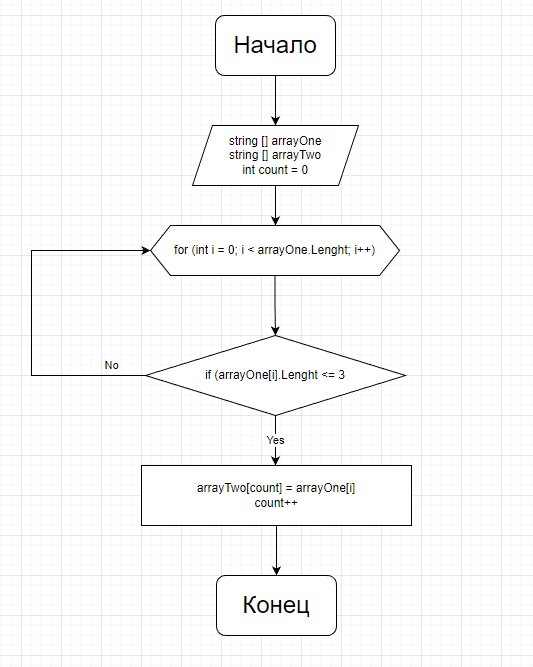 Начало
string [] arrayOne
string [] arrayTwo
int count = 0
for (int i = 0; i < arrayOne.Lenght; i++)
No
if (arrayOne[i].Lenght <= 3
Yes
arrayTwo[count] = arrayOne[i]
count++
Конец